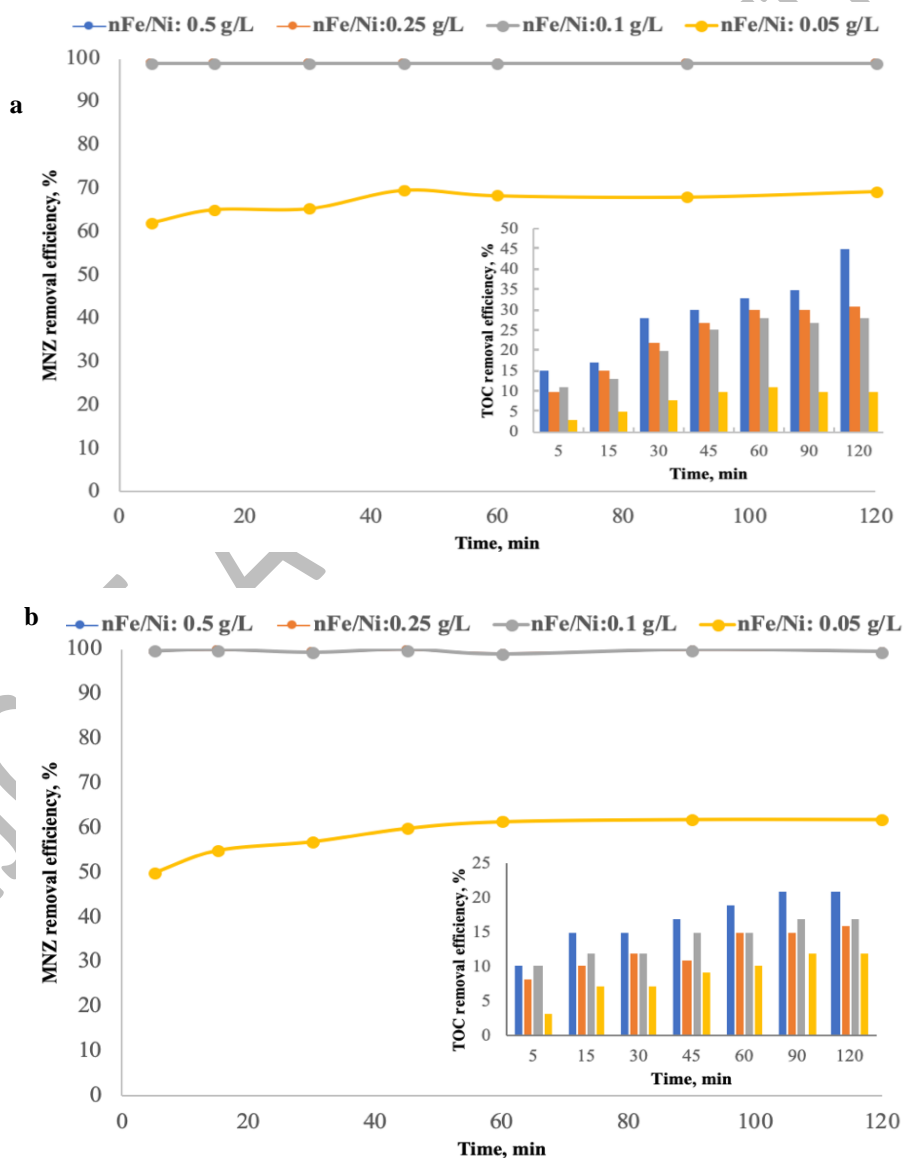 nFe/Ni: 0.5 g/L nFe/Ni:0.25 g/L nFe/Ni:0.1 g/L nFe/Ni: 0.05 g/L
a
MNZ removal efficiency, %
100
90
80
70
60
50
40
30
20
10
0
0 20 40 60 80 100 120
Time, min
TOC removal efficiency, %
50
45
40
35
30
25
20
15
10
5
0
5 15 30 45 60 90 120
Time, min
b
nFe/Ni: 0.5 g/L nFe/Ni:0.25 g/L nFe/Ni:0.1 g/L nFe/Ni: 0.05 g/L
MNZ removal efficiency, %
100
90
80
70
60
50
40
30
20
10
0
0 20 40 60 80 100 120
Time, min
TOC removal efficiency, %
25
20
15
10
5
0
5 15 30 45 60 90 120
Time, min